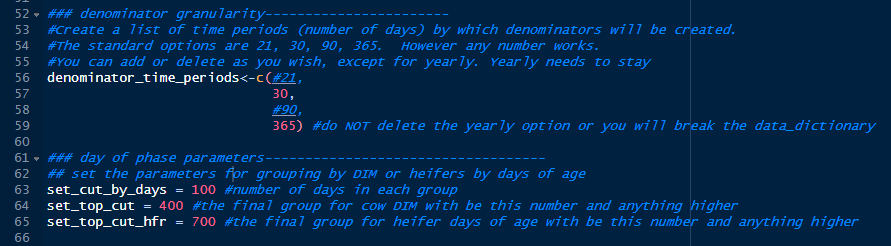 52 ### denominator granularity-----------------------
53 #Create a list of time periods (number of days) by which denominators will be created.
54 #The standard options are 21, 30, 90, 365.  However any number works.
55 #You can add or delete as you wish, except for yearly. Yearly needs to stay
56 denominator_time_periods<-c(#21,
57                             30,
58                             #90,
59                             365) #do NOT delete the yearly option or you will break the data_dictionary
60
61 ### day of phase parameters-----------------------------------
62 ## set the parameters for grouping by DIM or heifers by days of age
63 set_cut_by_days = 100 #number of days in each group
64 set_top_cut = 400 #the final group for cow DIM with be this number and anything higher
65 set_top_cut_hfr = 700 #the final group for heifer days of age with be this number and anything higher
66